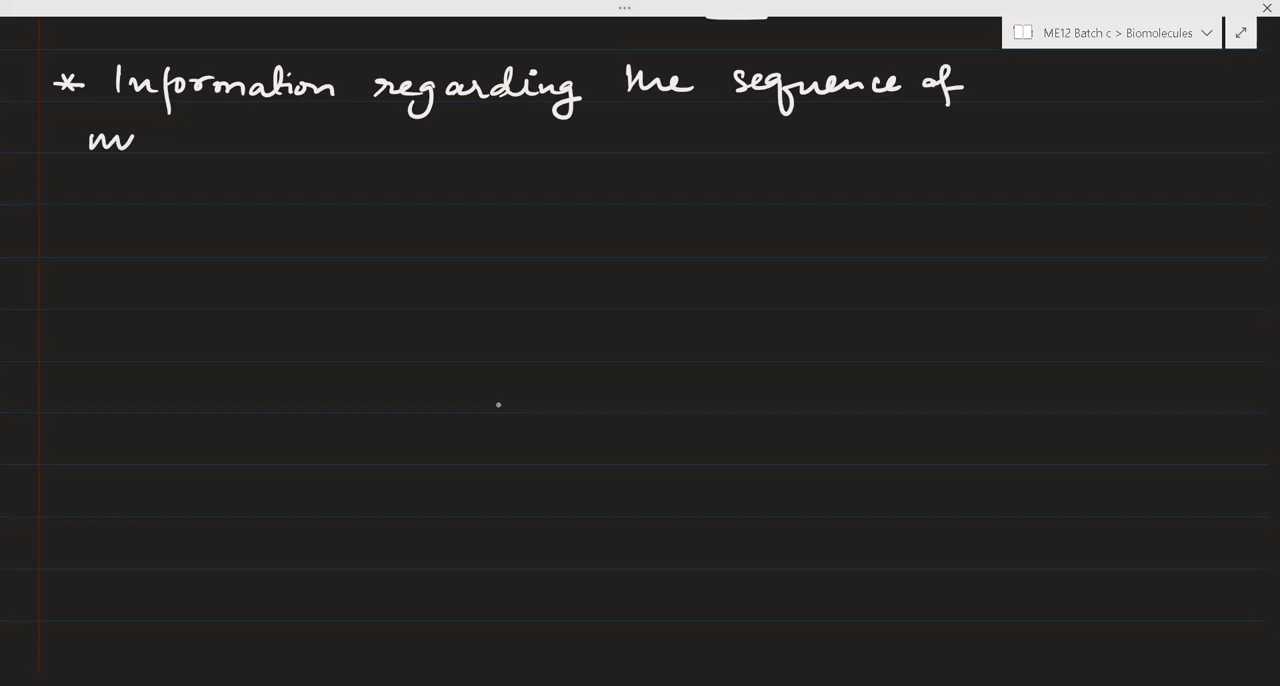 ME12 Batch c > Biomolecules
* Information regarding the sequence of